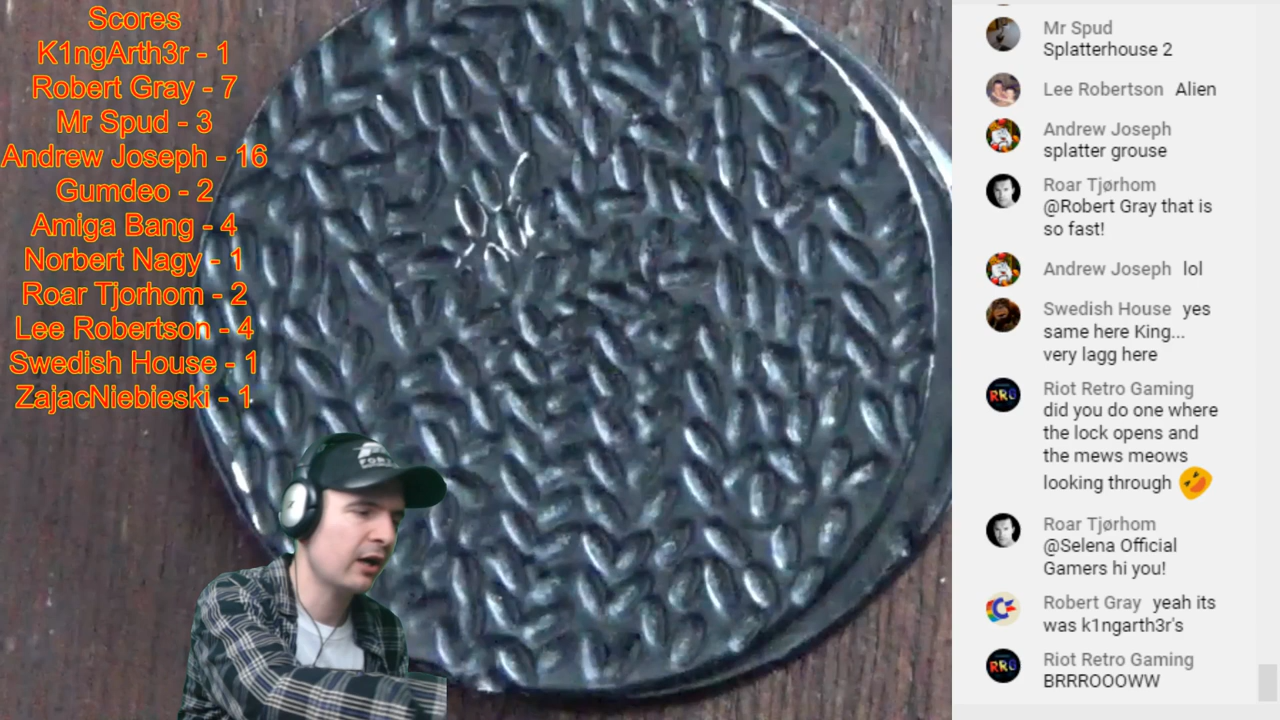 Scores
K1ngArth3r - 1
Robert Gray - 7
Mr Spud - 3
Andrew Joseph - 16
Gumdeo - 2
Amiga Bang - 4
Norbert Nagy - 1
Roar Tjorhom - 2
Lee Robertson - 4
Swedish House - 1
ZajacNiebieski - 1
Mr Spud
Splatterhouse 2
Lee Robertson Alien
Andrew Joseph
splatter grouse
Roar Tjørhom
@Robert Gray that is
so fast!
Andrew Joseph lol
Swedish House yes
same here King...
very lagg here
Riot Retro Gaming
did you do one where
the lock opens and
the mews meows
looking through 🤣
Roar Tjørhom
@Selena Official
Gamers hi you!
Robert Gray yeah its
was k1ngarth3r's
Riot Retro Gaming
BRRROOOWW